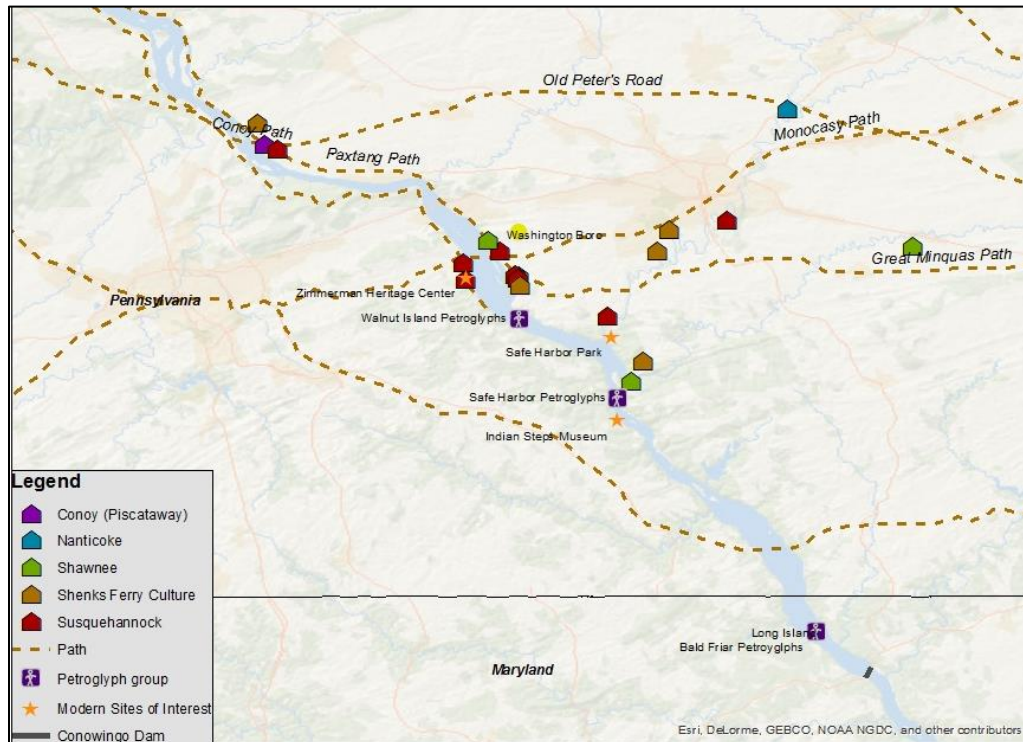 Old Peter's Road
Conoy Path
Monocasy Path
Paxtang Path
Washington Boro
Great Minquas Path
Zimmerman Heritage Center
Pennsylvania
Walnut Island Petroglyphs
Safe Harbor Park
Safe Harbor Petroglyphs
Indian Steps Museum
Legend
Conoy (Piscataway)
Nanticoke
Shawnee
Shenks Ferry Culture
Susquehannock
Path
Petroglyph group
Modern Sites of Interest
Conowingo Dam
Long Island
Bald Friar Petroyglphs
Maryland
Esri, DeLorme, GEBCO, NOAA NGDC, and other contributors